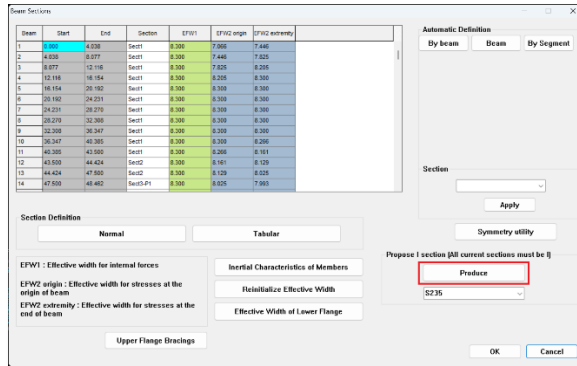 Beam Sections
Beam Start End Section EFW1 EFW2 origin EFW2 extremity
1 0.000 4.038 Sect1 8.300 7.066 7.446
2 4.038 8.077 Sect1 8.300 7.446 7.825
3 8.077 12.116 Sect1 8.300 7.825 8.205
4 12.116 16.154 Sect1 8.300 8.205 8.300
5 16.154 20.192 Sect1 8.300 8.300 8.300
6 20.192 24.231 Sect1 8.300 8.300 8.300
7 24.231 28.270 Sect1 8.300 8.300 8.300
8 28.270 32.308 Sect1 8.300 8.300 8.300
9 32.308 36.347 Sect1 8.300 8.300 8.300
10 36.347 40.385 Sect1 8.300 8.300 8.266
11 40.385 43.500 Sect1 8.300 8.266 8.161
12 43.500 44.424 Sect2 8.300 8.161 8.129
13 44.424 47.500 Sect2 8.300 8.129 8.025
14 47.500 48.462 Sect3-P1 8.300 8.025 7.993
Automatic Definition
By beam Beam By Segment
Section
Apply
Symmetry utility
Section Definition
Normal Tabular
Propose I section (All current sections must be I)
Produce
S235
EFW1 : Effective width for internal forces
EFW2 origin : Effective width for stresses at the
origin of beam
EFW2 extremity : Effective width for stresses at the
end of beam
Inertial Characteristics of Members
Reinitialize Effective Width
Effective Width of Lower Flange
Upper Flange Bracings
OK Cancel